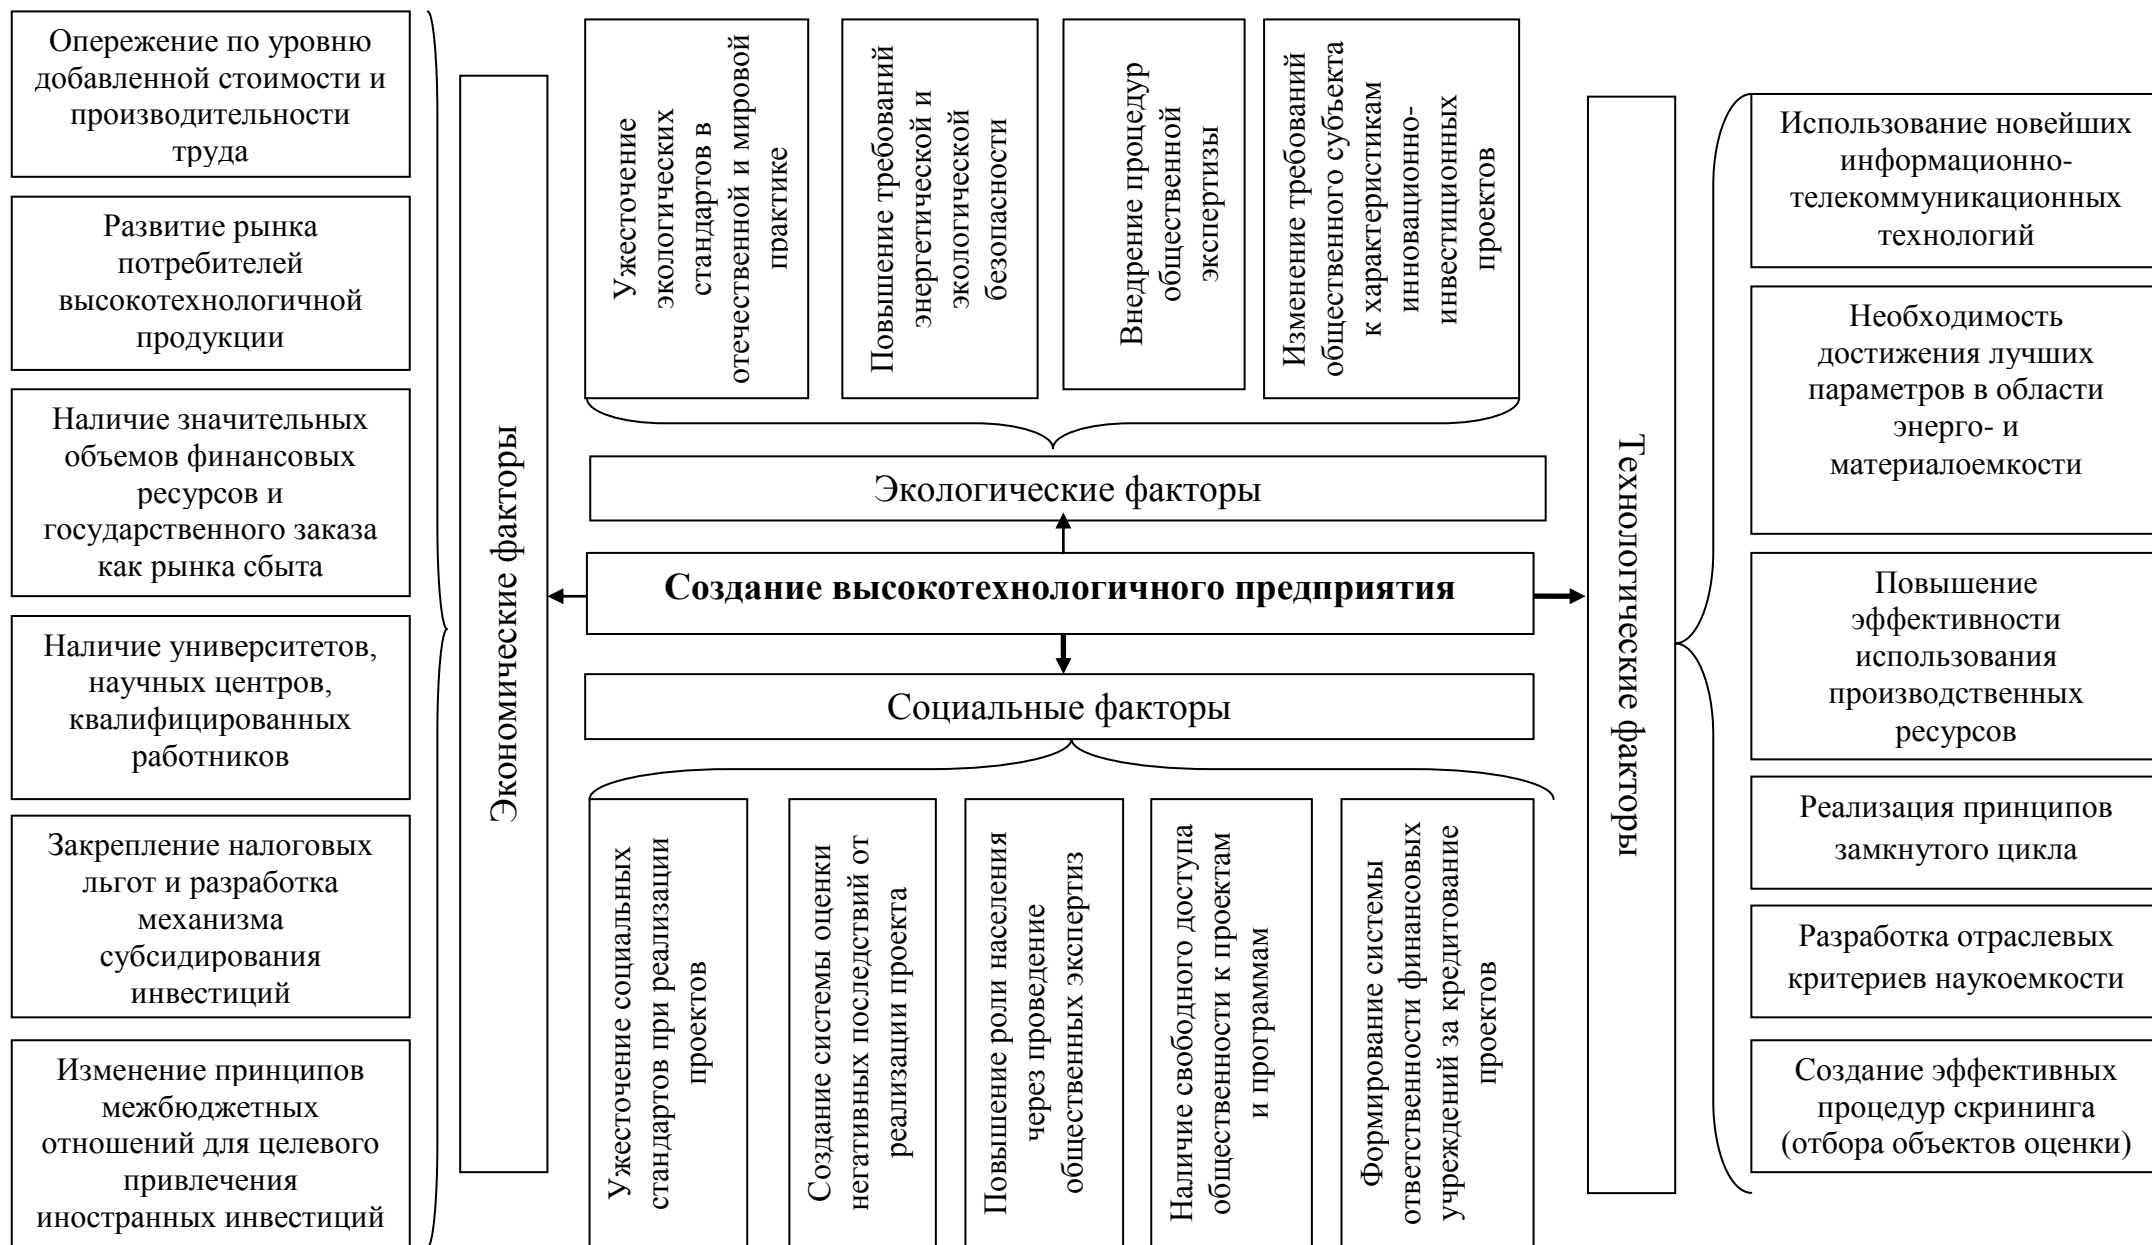 Опережение по уровню
добавленной стоимости и
производительности
труда
Развитие рынка
потребителей
высокотехнологичной
продукции
Наличие значительных
объемов финансовых
ресурсов и
государственного заказа
как рынка сбыта
Наличие университетов,
научных центров,
квалифицированных
работников
Закрепление налоговых
льгот и разработка
механизма
субсидирования
инвестиций
Изменение принципов
межбюджетных
отношений для целевого
привлечения
иностранных инвестиций
Экономические факторы
Ужесточение
экологических
стандартов в
отечественной и мировой
практике
Повышение требований
энергетической и
экологической
безопасности
Внедрение процедур
общественной
экспертизы
Изменение требований
общественного субъекта
к характеристикам
инновационно-
инвестиционных
проектов
Экологические факторы
Создание высокотехнологичного предприятия
Социальные факторы
Ужесточение социальных
стандартов при реализации
проектов
Создание системы оценки
негативных последствий от
реализации проекта
Повышение роли населения
через проведение
общественных экспертиз
Наличие свободного доступа
общественности к проектам
и программам
Формирование системы
ответственности финансовых
учреждений за кредитование
проектов
Технологические факторы
Использование новейших
информационно-
телекоммуникационных
технологий
Необходимость
достижения лучших
параметров в области
энерго- и
материалоемкости
Повышение
эффективности
использования
производственных
ресурсов
Реализация принципов
замкнутого цикла
Разработка отраслевых
критериев наукоемкости
Создание эффективных
процедур скрининга
(отбора объектов оценки)